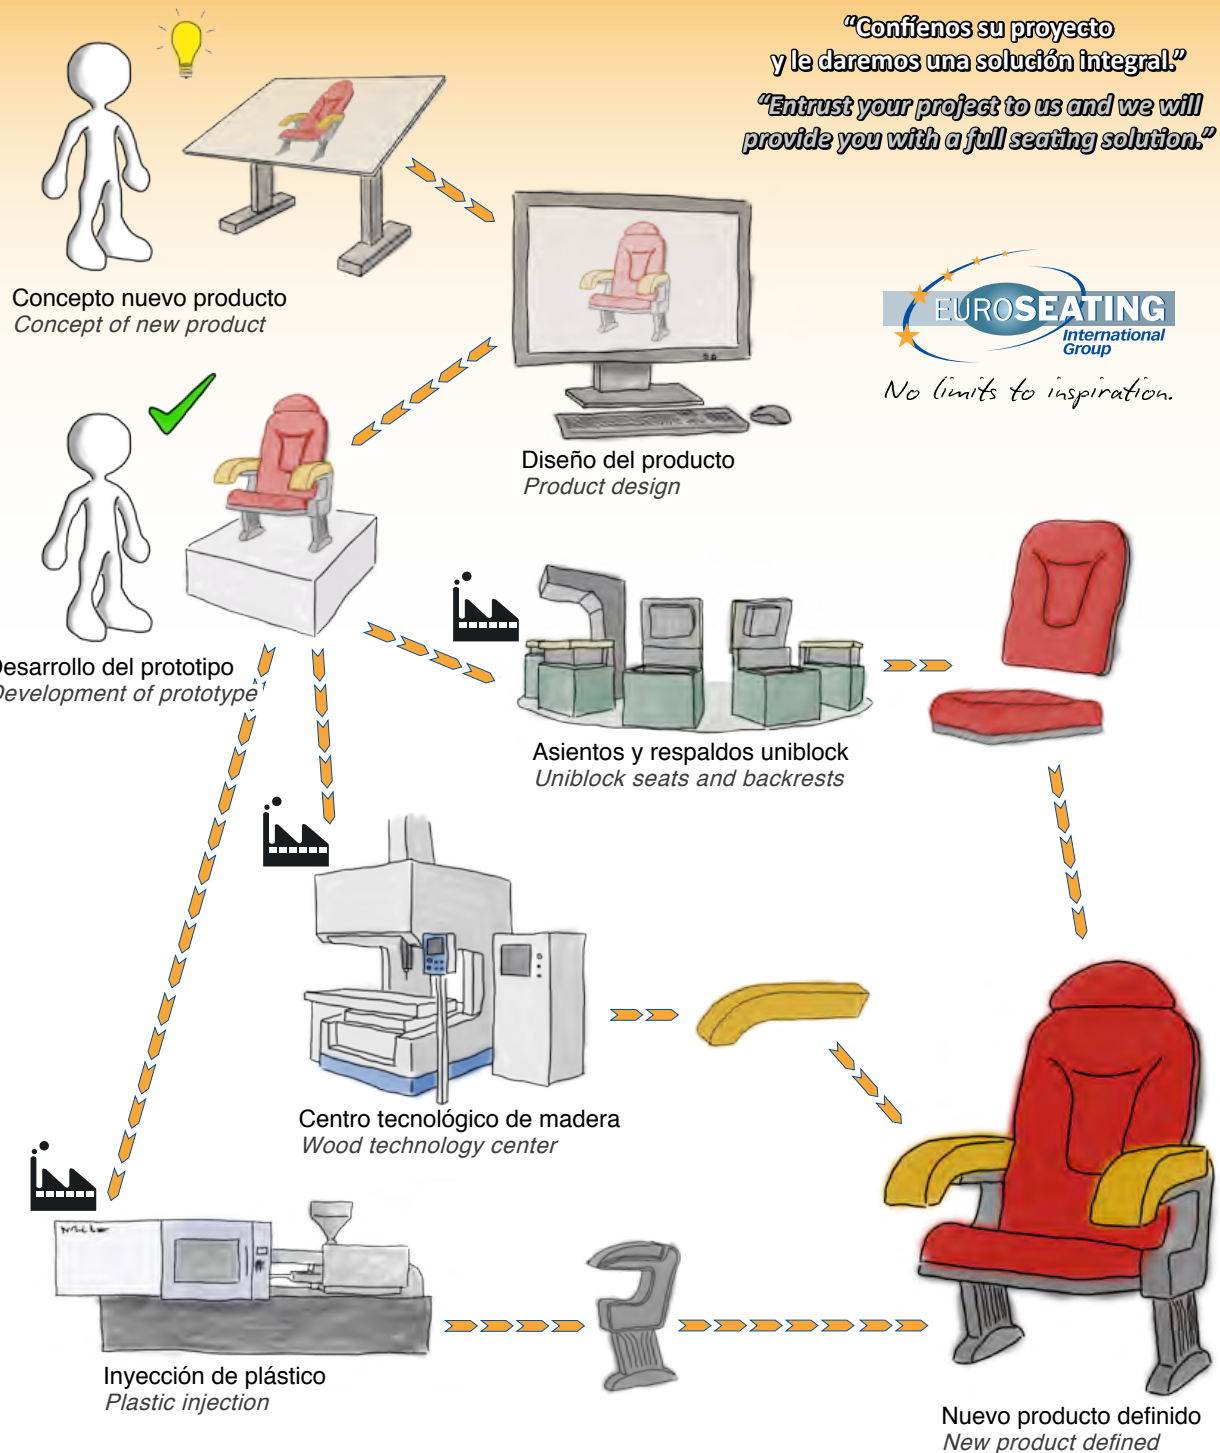 “Confíenos su proyecto
y le daremos una solución integral.”
“Entrust your project to us and we will
provide you with a full seating solution.”
Concepto nuevo producto
Concept of new product
EUROSEATING
International
Group
No limits to inspiration.
Diseño del producto
Product design
Desarrollo del prototipo
Development of prototype
Asientos y respaldos uniblock
Uniblock seats and backrests
Centro tecnológico de madera
Wood technology center
Inyección de plástico
Plastic injection
Nuevo producto definido
New product defined